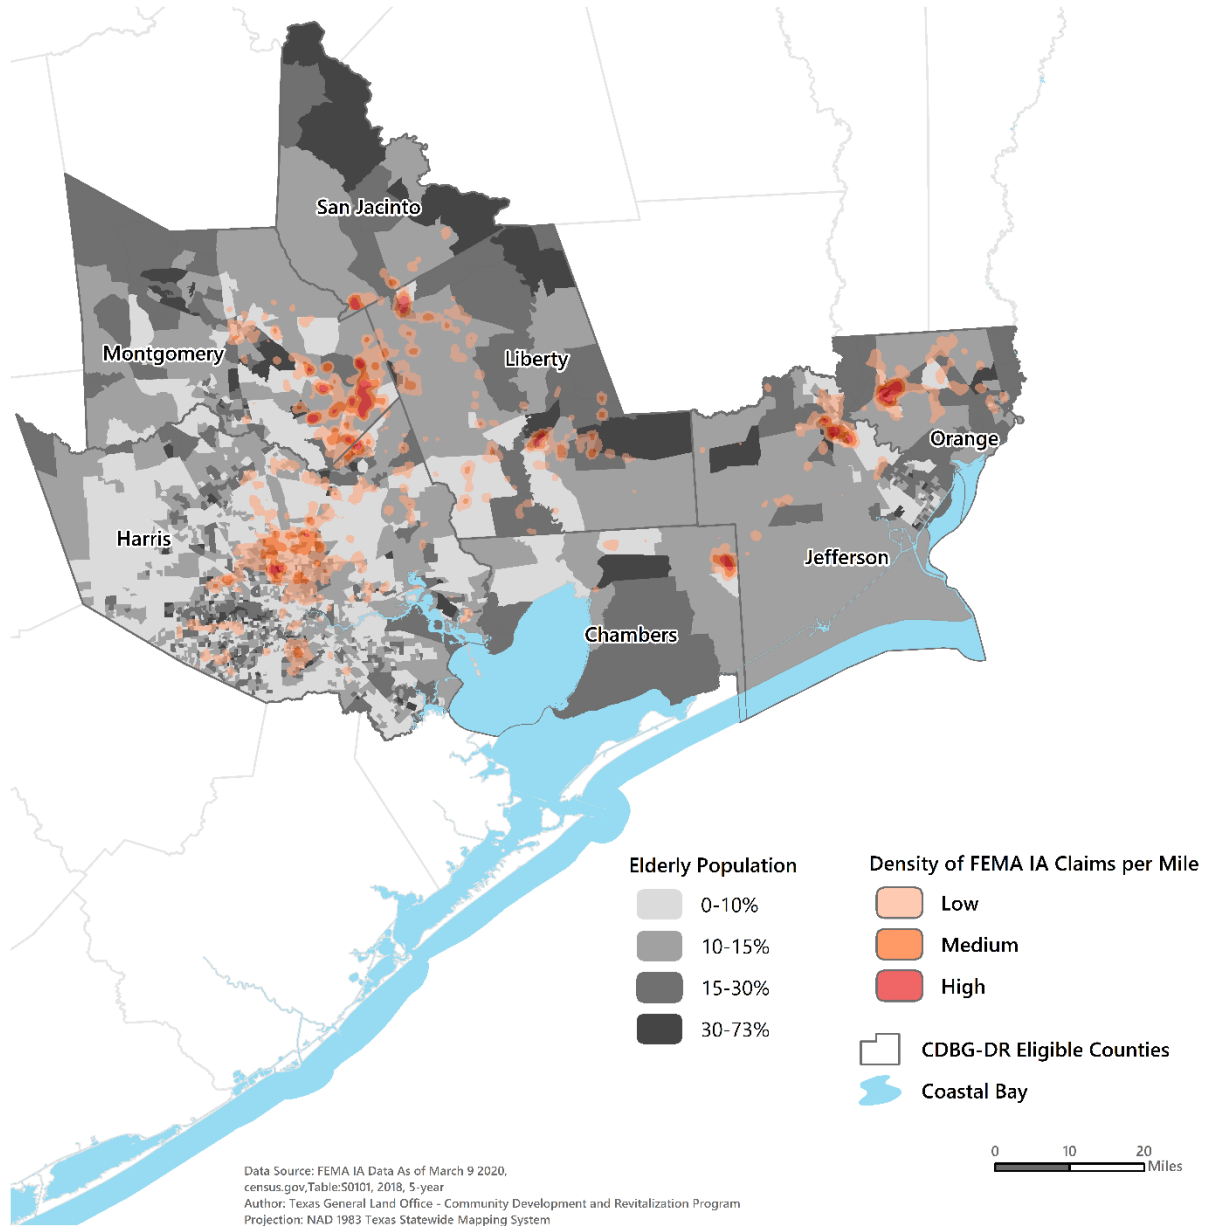 San Jacinto
Montgomery
Liberty
Orange
Harris
Jefferson
Chambers
Elderly Population
0-10%
10-15%
15-30%
30-73%
Density of FEMA IA Claims per Mile
Low
Medium
High
CDBG-DR Eligible Counties
Coastal Bay
0 10 20
Miles
Data Source: FEMA IA Data As of March 9 2020,
census.gov,Table:S0101, 2018, 5-year
Author: Texas General Land Office - Community Development and Revitalization Program
Projection: NAD 1983 Texas Statewide Mapping System